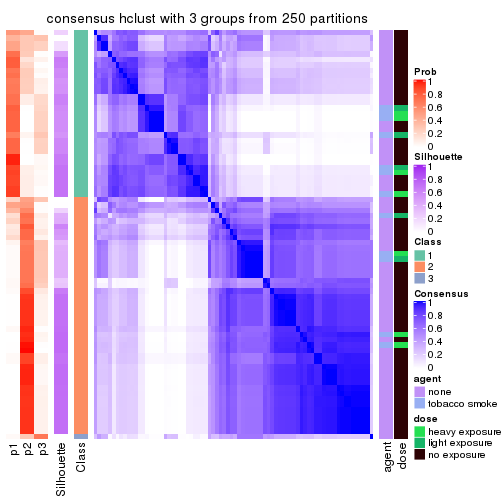 consensus hclust with 3 groups from 250 partitions
Prob
1
0.8
0.6
0.4
0.2
0
Silhouette
1
0.8
0.6
0.4
0.2
0
Class
1
2
3
Consensus
1
0.8
0.6
0.4
0.2
0
agent
none
tobacco smoke
dose
heavy exposure
light exposure
no exposure
p1
p2
p3
Silhouette
Class
agent
dose